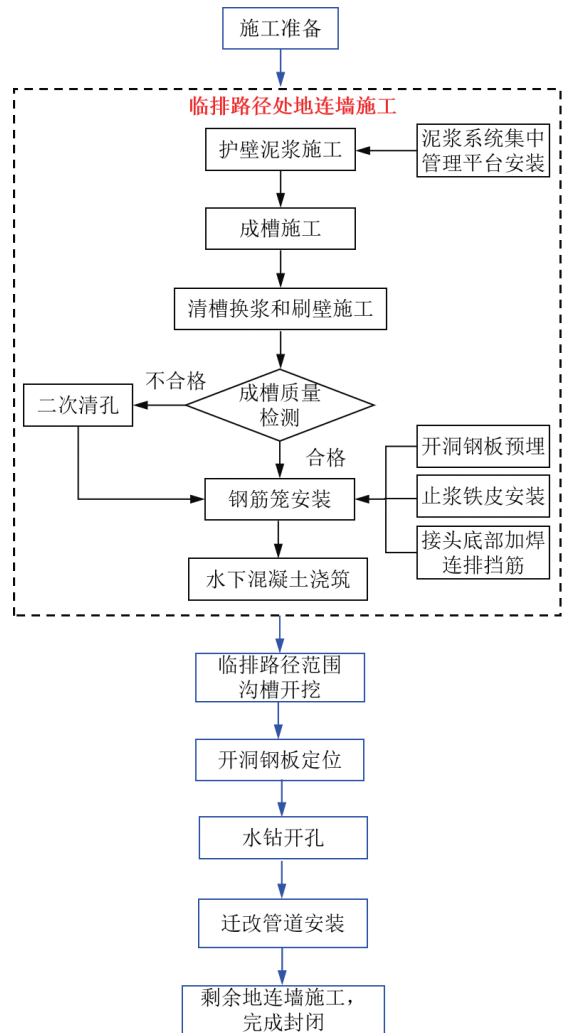 施工准备
临排路径处地连墙施工
护壁泥浆施工
泥浆系统集中
管理平台安装
成槽施工
清槽换浆和刷壁施工
不合格
成槽质量
检测
二次清孔
合格
开洞钢板预埋
钢筋笼安装
止浆铁皮安装
接头底部加焊
连排挡筋
水下混凝土浇筑
临排路径范围
沟槽开挖
开洞钢板定位
水钻开孔
迁改管道安装
剩余地连墙施工，
完成封闭